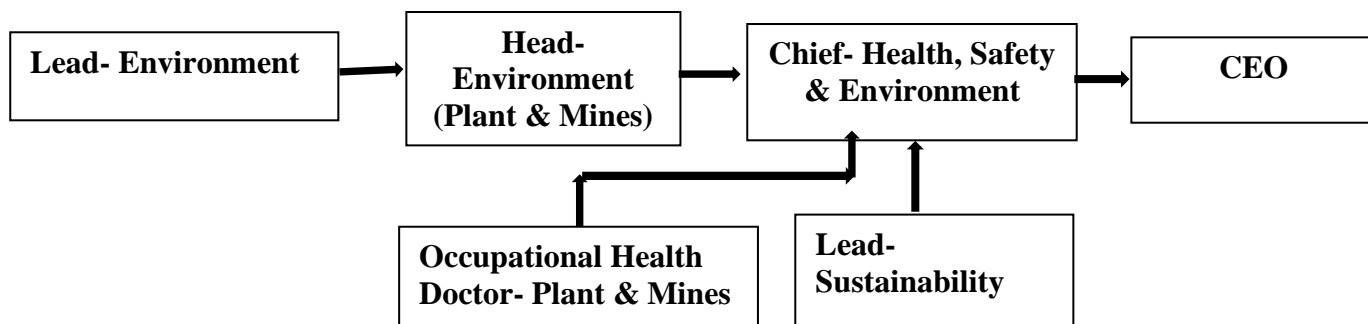 Lead- Environment
Head-
Environment
(Plant & Mines)
Chief- Health, Safety
& Environment
CEO
Occupational Health
Doctor- Plant & Mines
Lead-
Sustainability